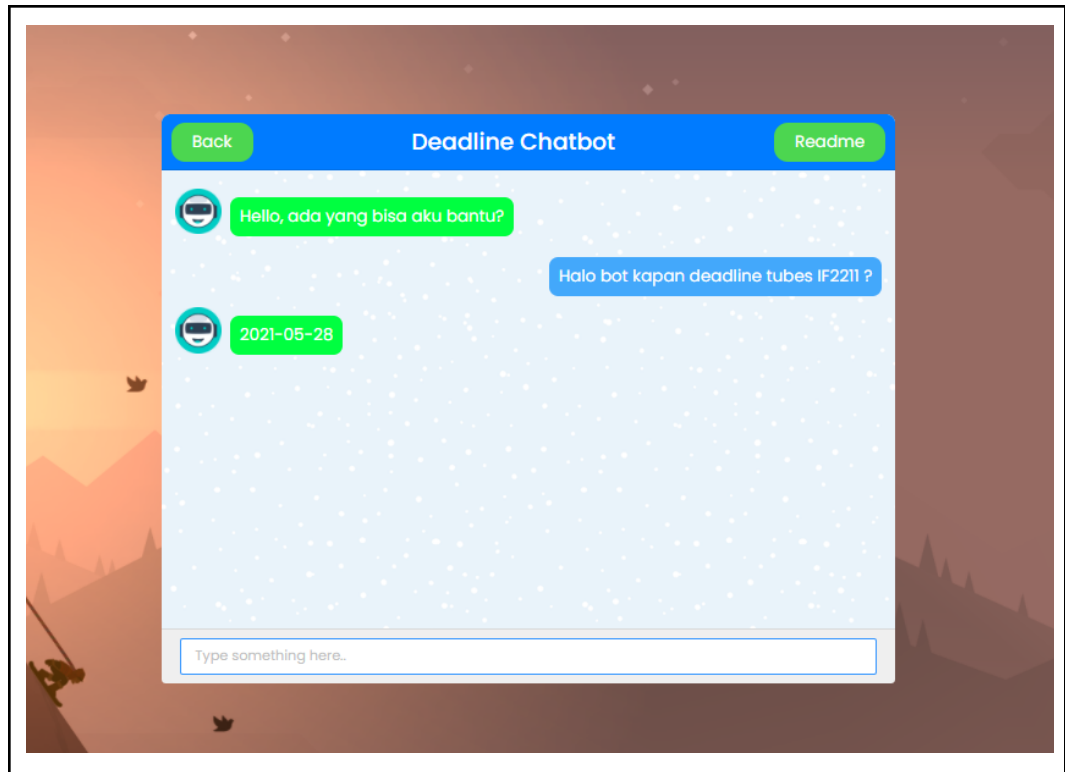 Back
Deadline Chatbot
Readme
Hello, ada yang bisa aku bantu?
Halo bot kapan deadline tubes IF2211 ?
2021-05-28
Type something here..